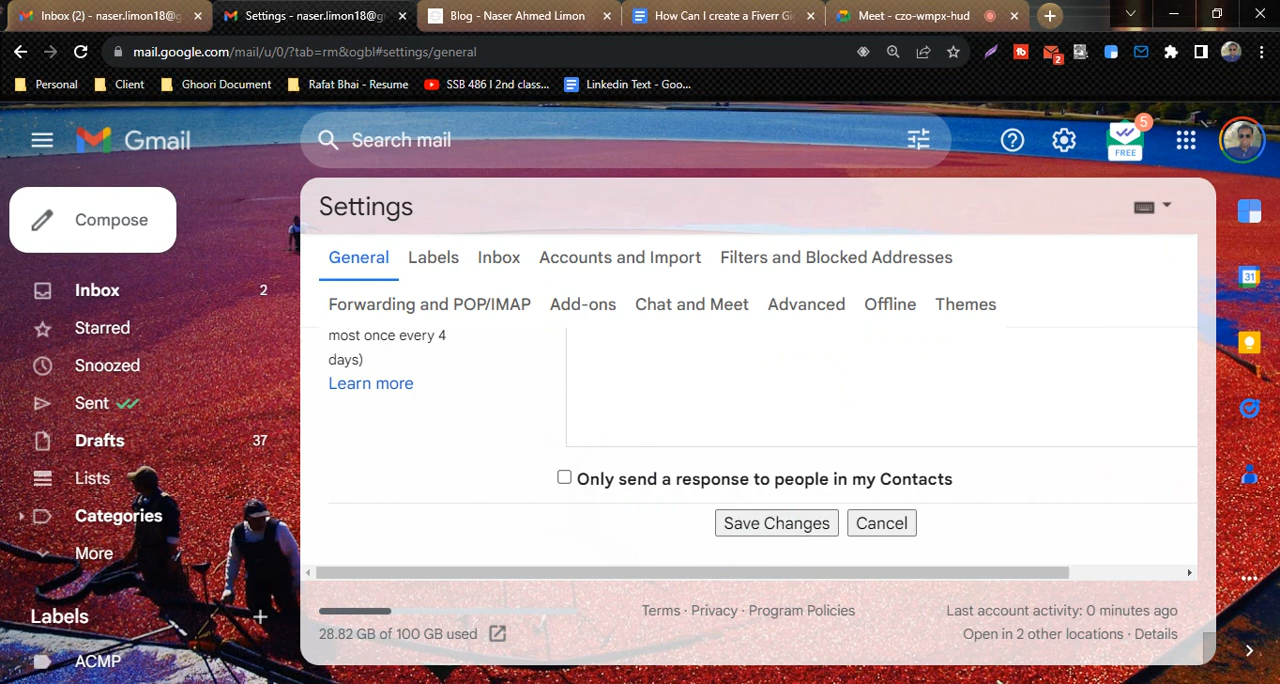 Inbox (2) - naser.limon18@g
Settings - naser.limon18@g
Blog - Naser Ahmed Limon
How Can I create a Fiverr Gi
Meet - czo-wmpx-hud
mail.google.com/mail/u/0/?tab=rm&ogbl#settings/general
2
Personal
Client
Ghoori Document
Rafat Bhai - Resume
SSB 486 l 2nd class...
Linkedin Text - Goo...
Gmail
Search mail
5
FREE
Compose
Settings
General
Labels
Inbox
Accounts and Import
Filters and Blocked Addresses
Forwarding and POP/IMAP
Add-ons
Chat and Meet
Advanced
Offline
Themes
31
Inbox 2
Starred
Snoozed
Sent
Drafts 37
Lists
Categories
More
Labels
ACMP
most once every 4
days)
Learn more
Only send a response to people in my Contacts
Save Changes
Cancel
28.82 GB of 100 GB used
Terms · Privacy · Program Policies
Last account activity: 0 minutes ago
Open in 2 other locations · Details